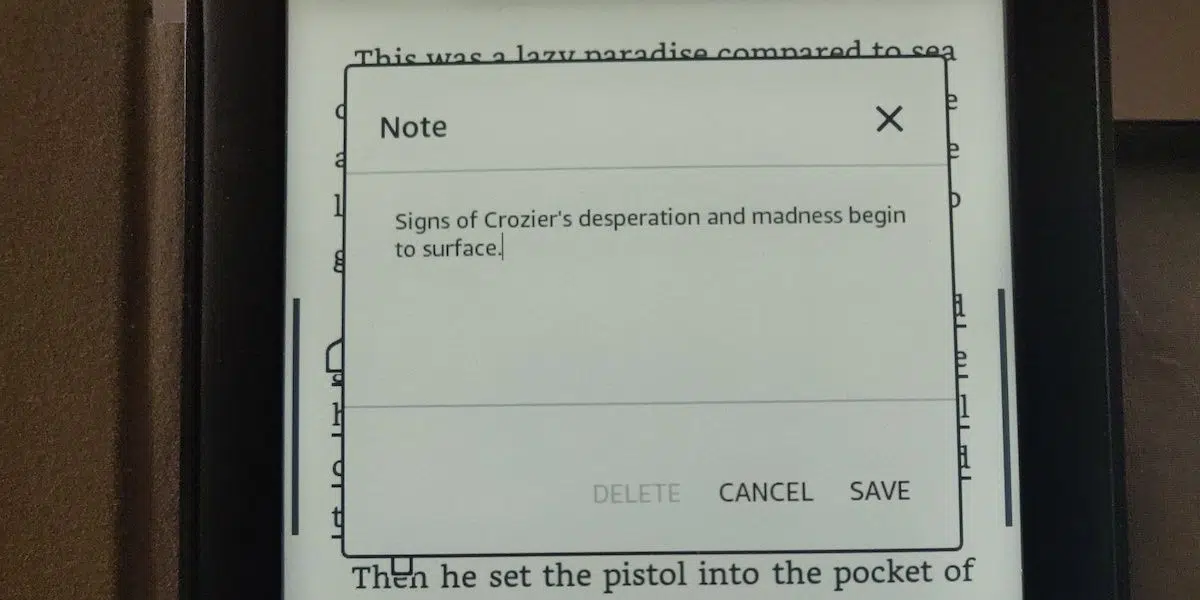 This was a lazy paradise compared to sea
Note
Signs of Crozier's desperation and madness begin
to surface.
DELETE CANCEL SAVE
Then he set the pistol into the pocket of